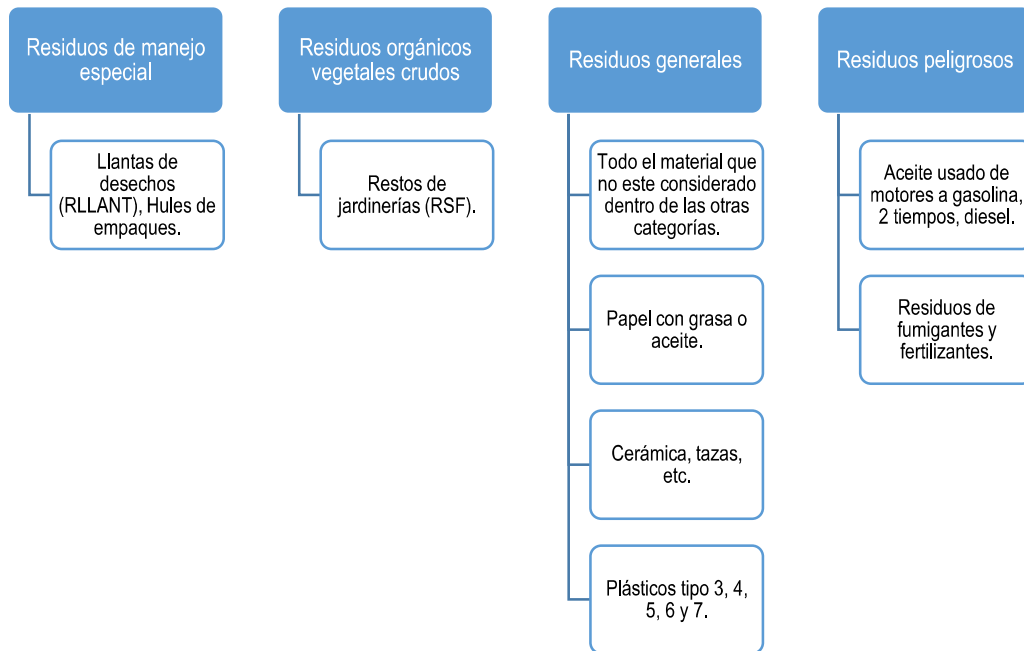 Residuos de manejo
especial
Llantas de
desechos
(RLLANT), Hules de
empaques.
Residuos orgánicos
vegetales crudos
Restos de
jardinerías (RSF).
Residuos generales
Todo el material que
no este considerado
dentro de las otras
categorías.
Papel con grasa o
aceite.
Cerámica, tazas,
etc.
Plásticos tipo 3, 4,
5, 6 y 7.
Residuos peligrosos
Aceite usado de
motores a gasolina,
2 tiempos, diesel.
Residuos de
fumigantes y
fertilizantes.